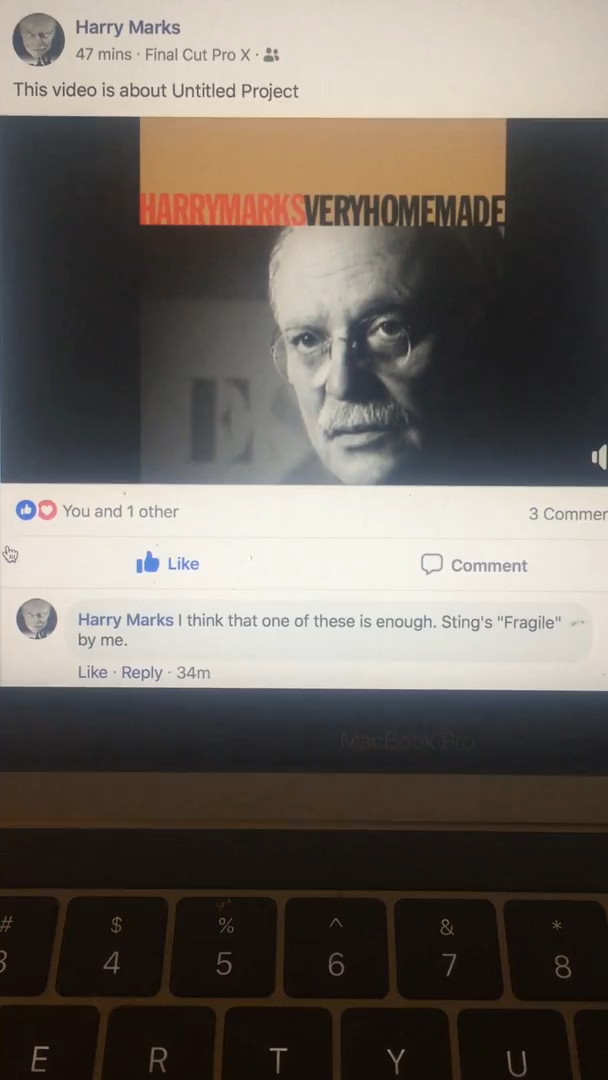 Harry Marks
47 mins · Final Cut Pro X ·
This video is about Untitled Project
HARRYMARKSVERYHOMEMADE
E
You and 1 other
3 Commen
Like
Comment
Harry Marks I think that one of these is enough. Sting's "Fragile"
by me.
Like · Reply · 34m
MacBook Pro
# $ % ^ & *
3 4 5 6 7 8
E R T Y U